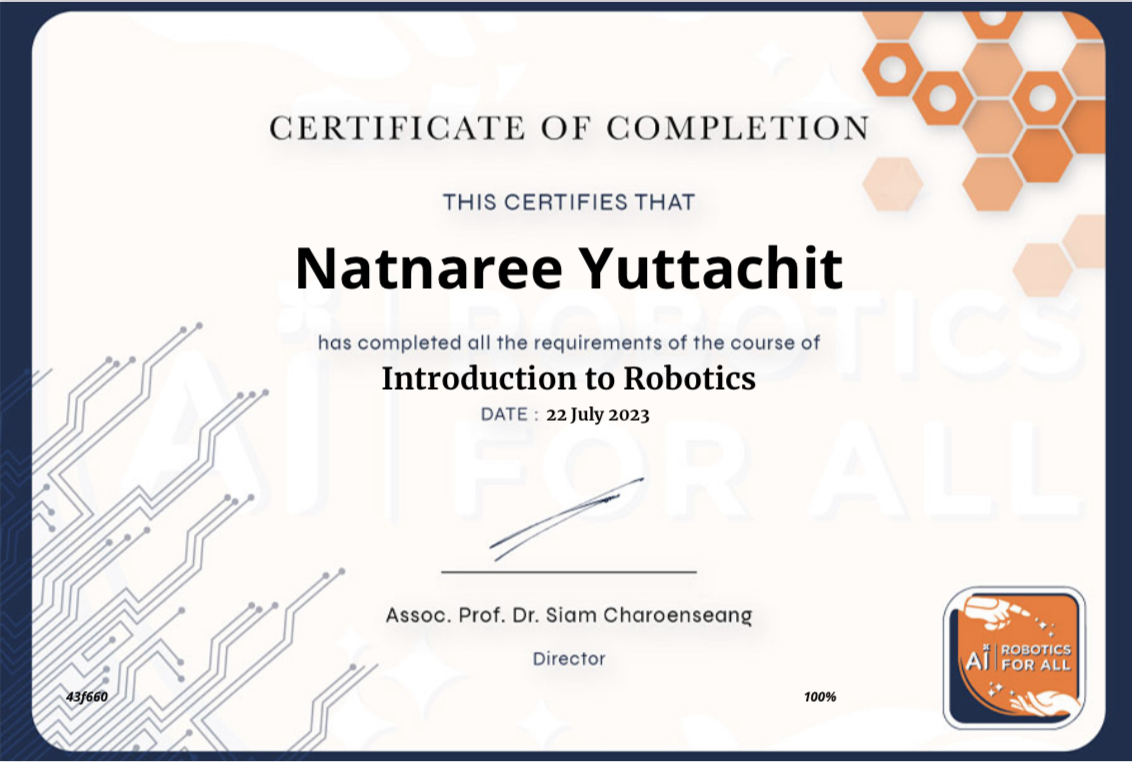 CERTIFICATE OF COMPLETION
THIS CERTIFIES THAT
Natnaree Yuttachit
has completed all the requirements of the course of
Introduction to Robotics
DATE : 22 July 2023
Assoc. Prof. Dr. Siam Charoenseang
Director
43f660
100%
Ai ROBOTICS
FOR ALL
Ai ROBOTICS
FOR ALL